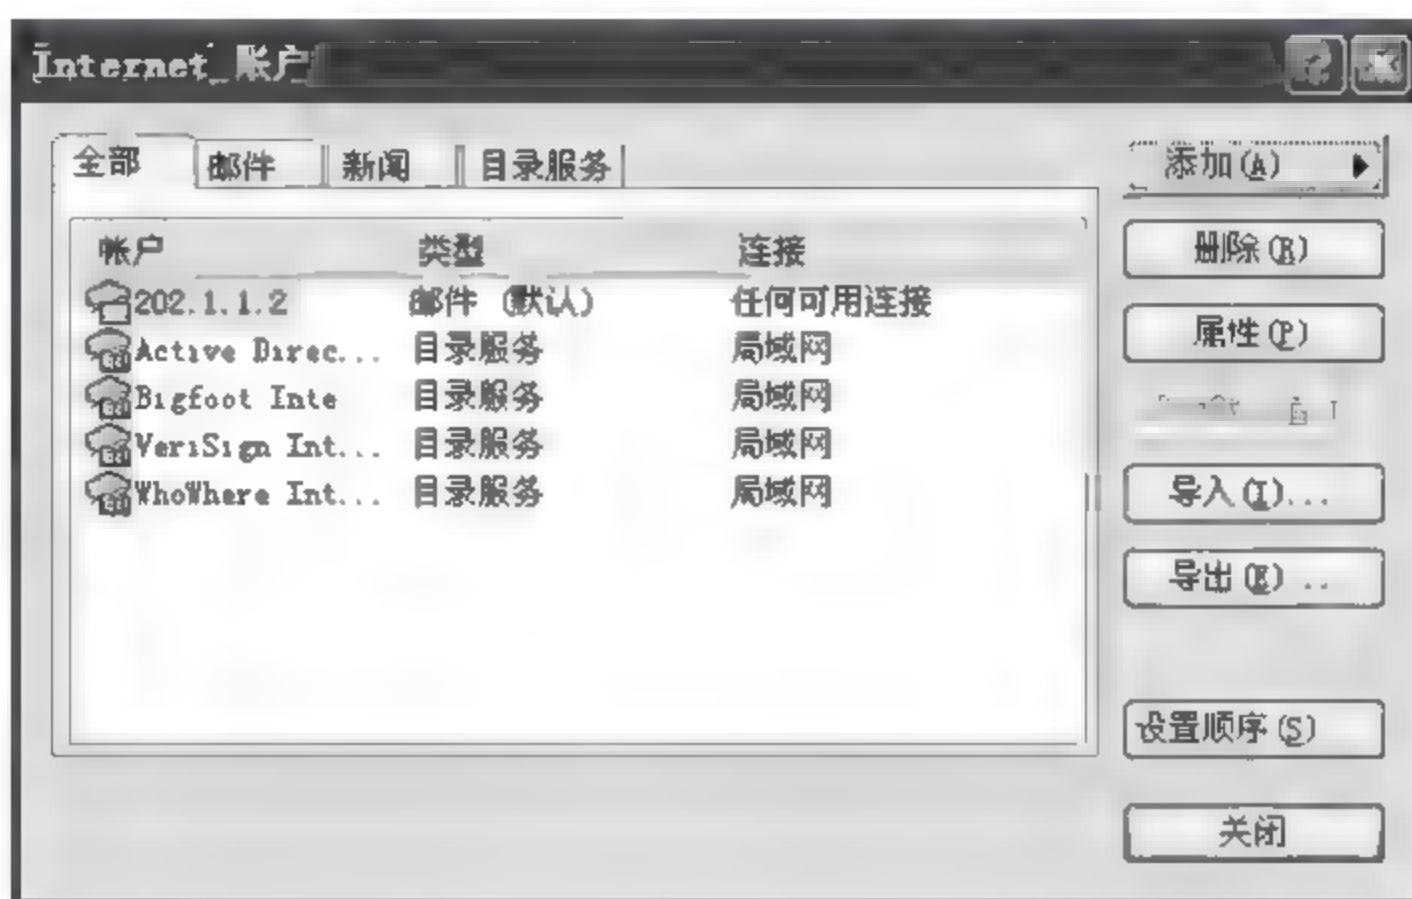 Internet 账户
全部 邮件 新闻 目录服务
添加(A)
帐户 类型 连接
删除(R)
202.1.1.2 邮件 (默认) 任何可用连接
Active Direc... 目录服务 局域网
属性(P)
Bigfoot Inte 目录服务 局域网
VeriSign Int... 目录服务 局域网
WhoWhere Int... 目录服务 局域网
导入(I)...
导出(E) ..
设置顺序(S)
关闭